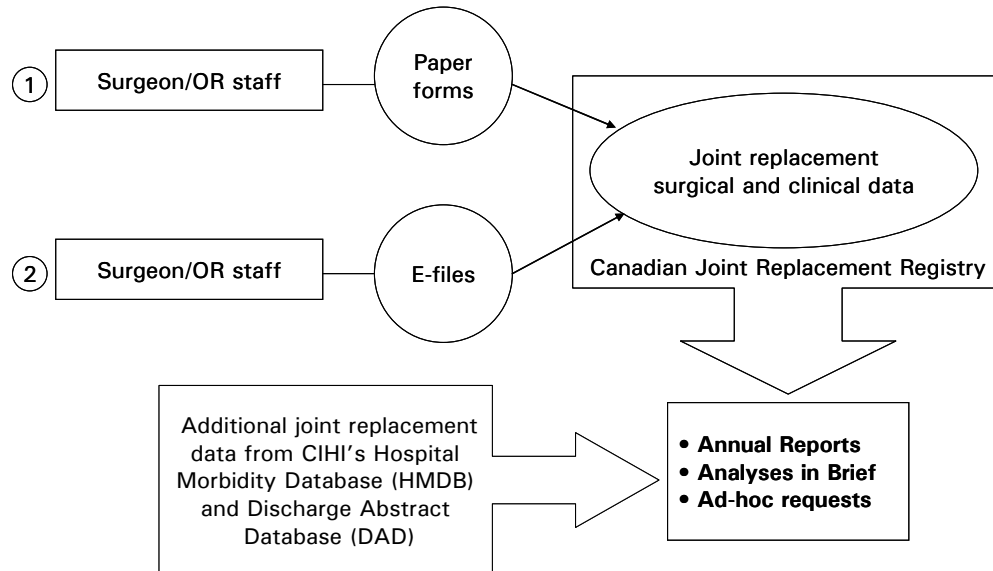 1
Surgeon/OR staff
Paper
forms
Joint replacement
surgical and clinical data
2
Surgeon/OR staff
E-files
Canadian Joint Replacement Registry
Additional joint replacement
data from CIHI's Hospital
Morbidity Database (HMDB)
and Discharge Abstract
Database (DAD)
• Annual Reports
• Analyses in Brief
• Ad-hoc requests